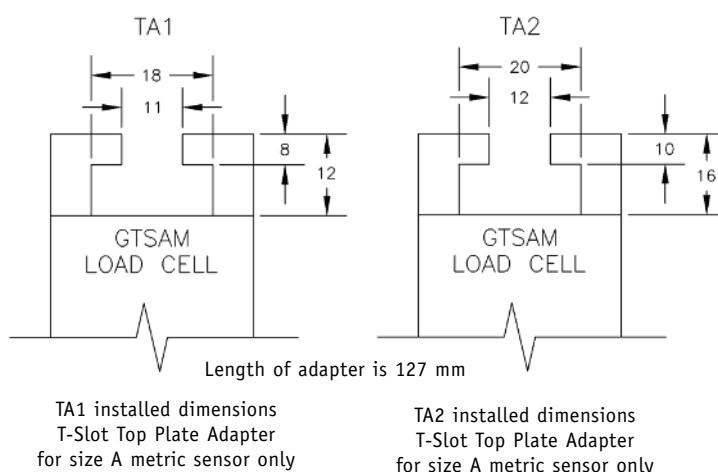 TA1
18
11
8
12
GTSAM
LOAD CELL
TA2
20
12
10
16
GTSAM
LOAD CELL
Length of adapter is 127 mm
TA1 installed dimensions
T-Slot Top Plate Adapter
for size A metric sensor only
TA2 installed dimensions
T-Slot Top Plate Adapter
for size A metric sensor only